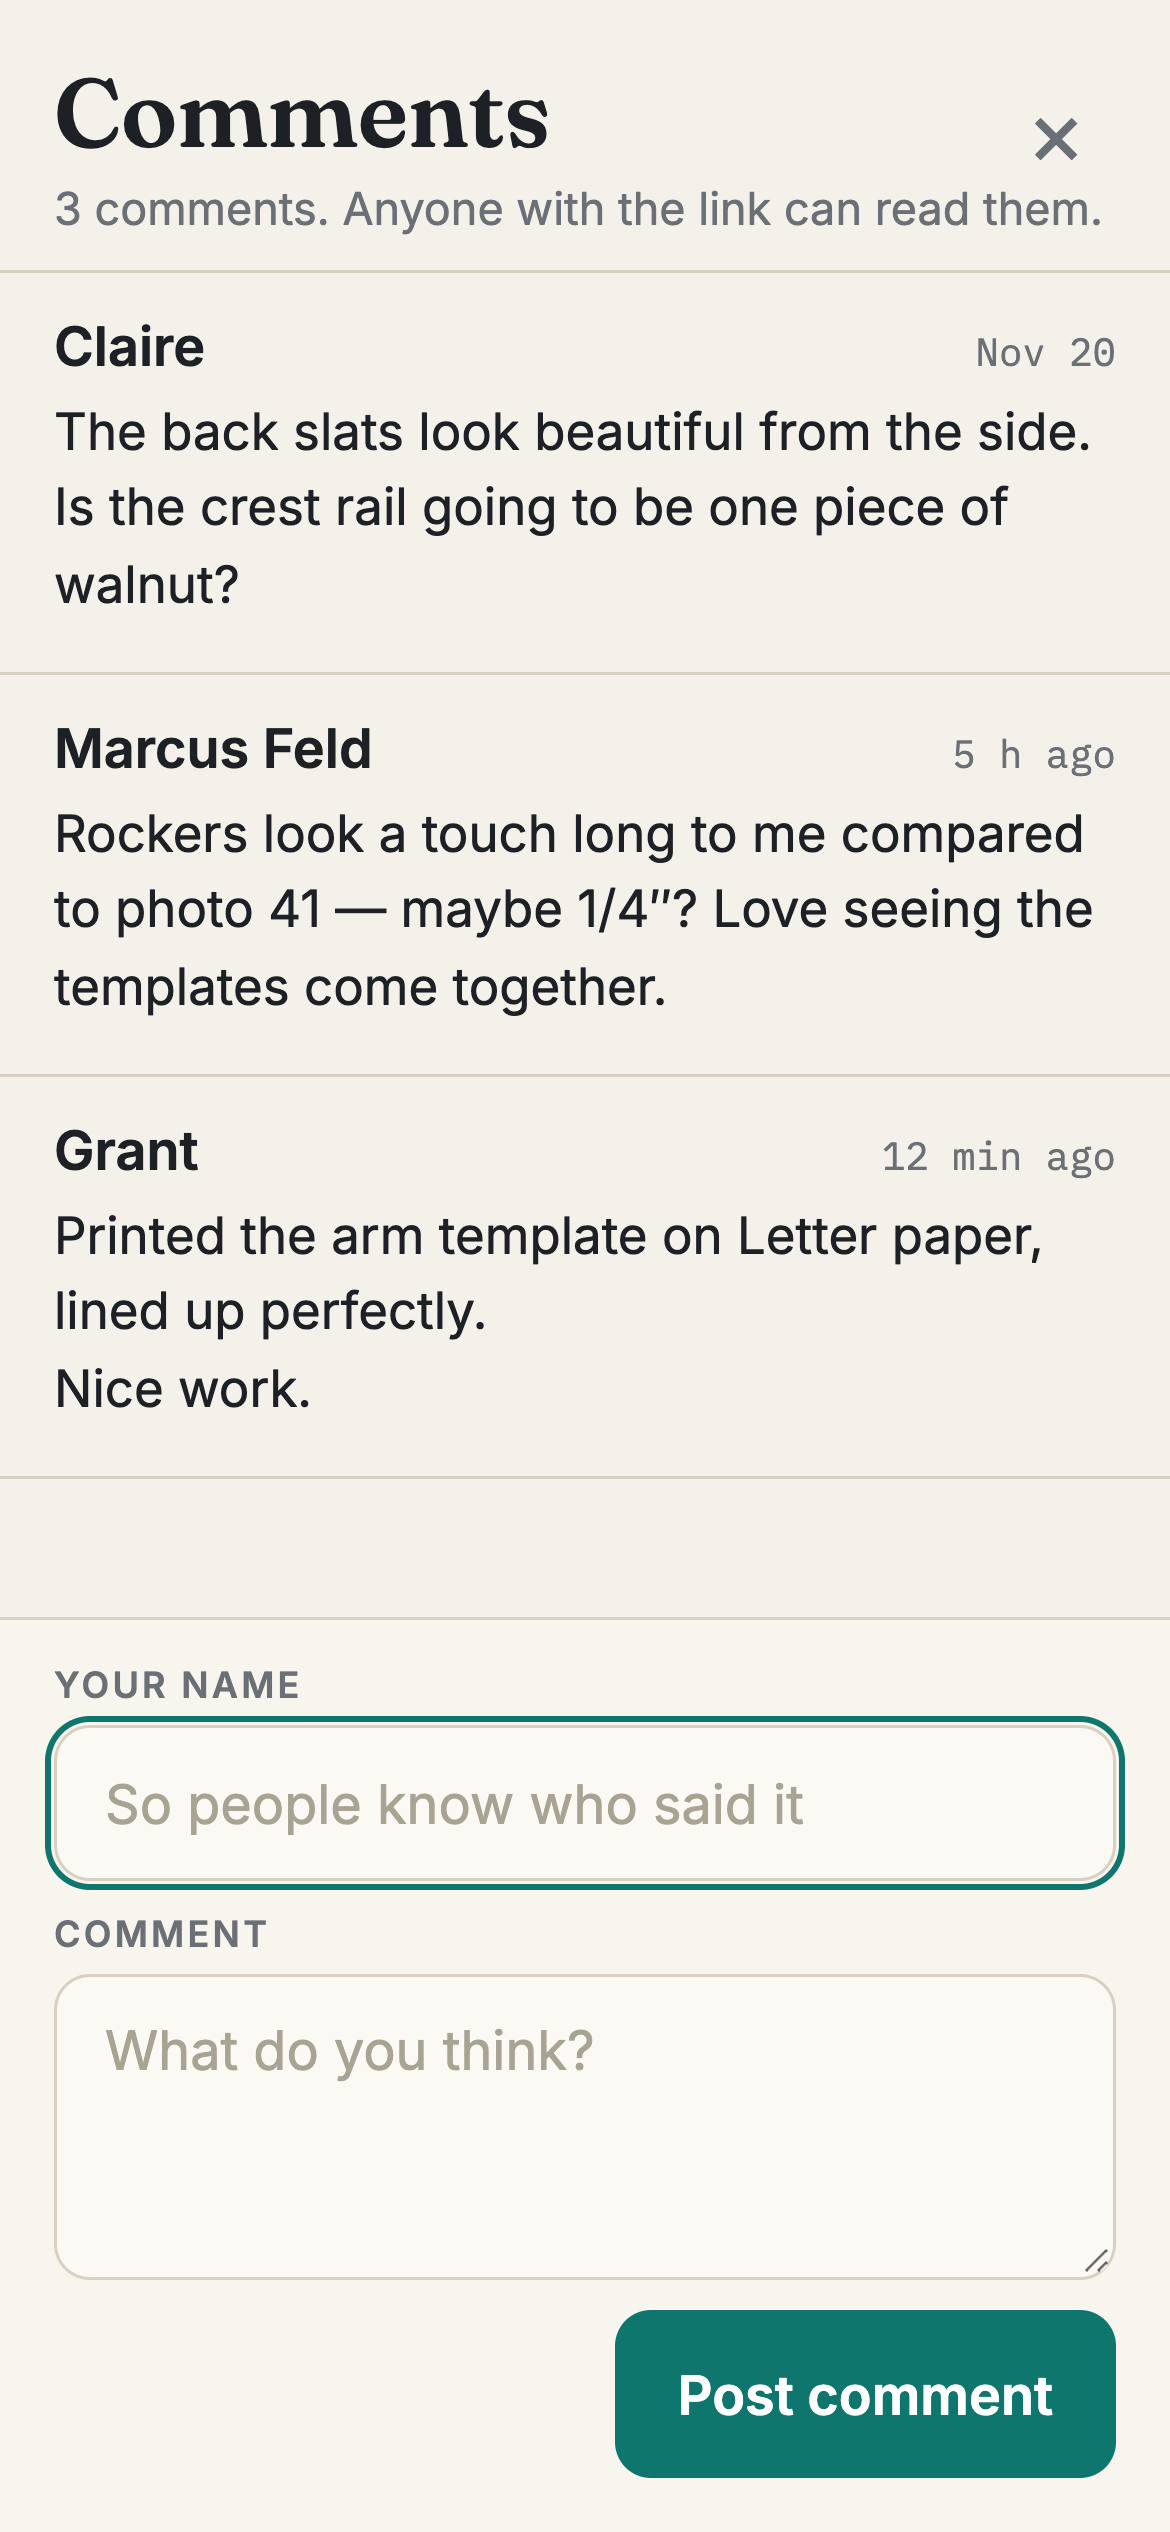 Comments
3 comments. Anyone with the link can read them.
Claire
Nov 20
The back slats look beautiful from the side.
Is the crest rail going to be one piece of
walnut?
Marcus Feld
5 h ago
Rockers look a touch long to me compared
to photo 41 — maybe 1/4″? Love seeing the
templates come together.
Grant
12 min ago
Printed the arm template on Letter paper,
lined up perfectly.
Nice work.
YOUR NAME
So people know who said it
COMMENT
What do you think?
Post comment